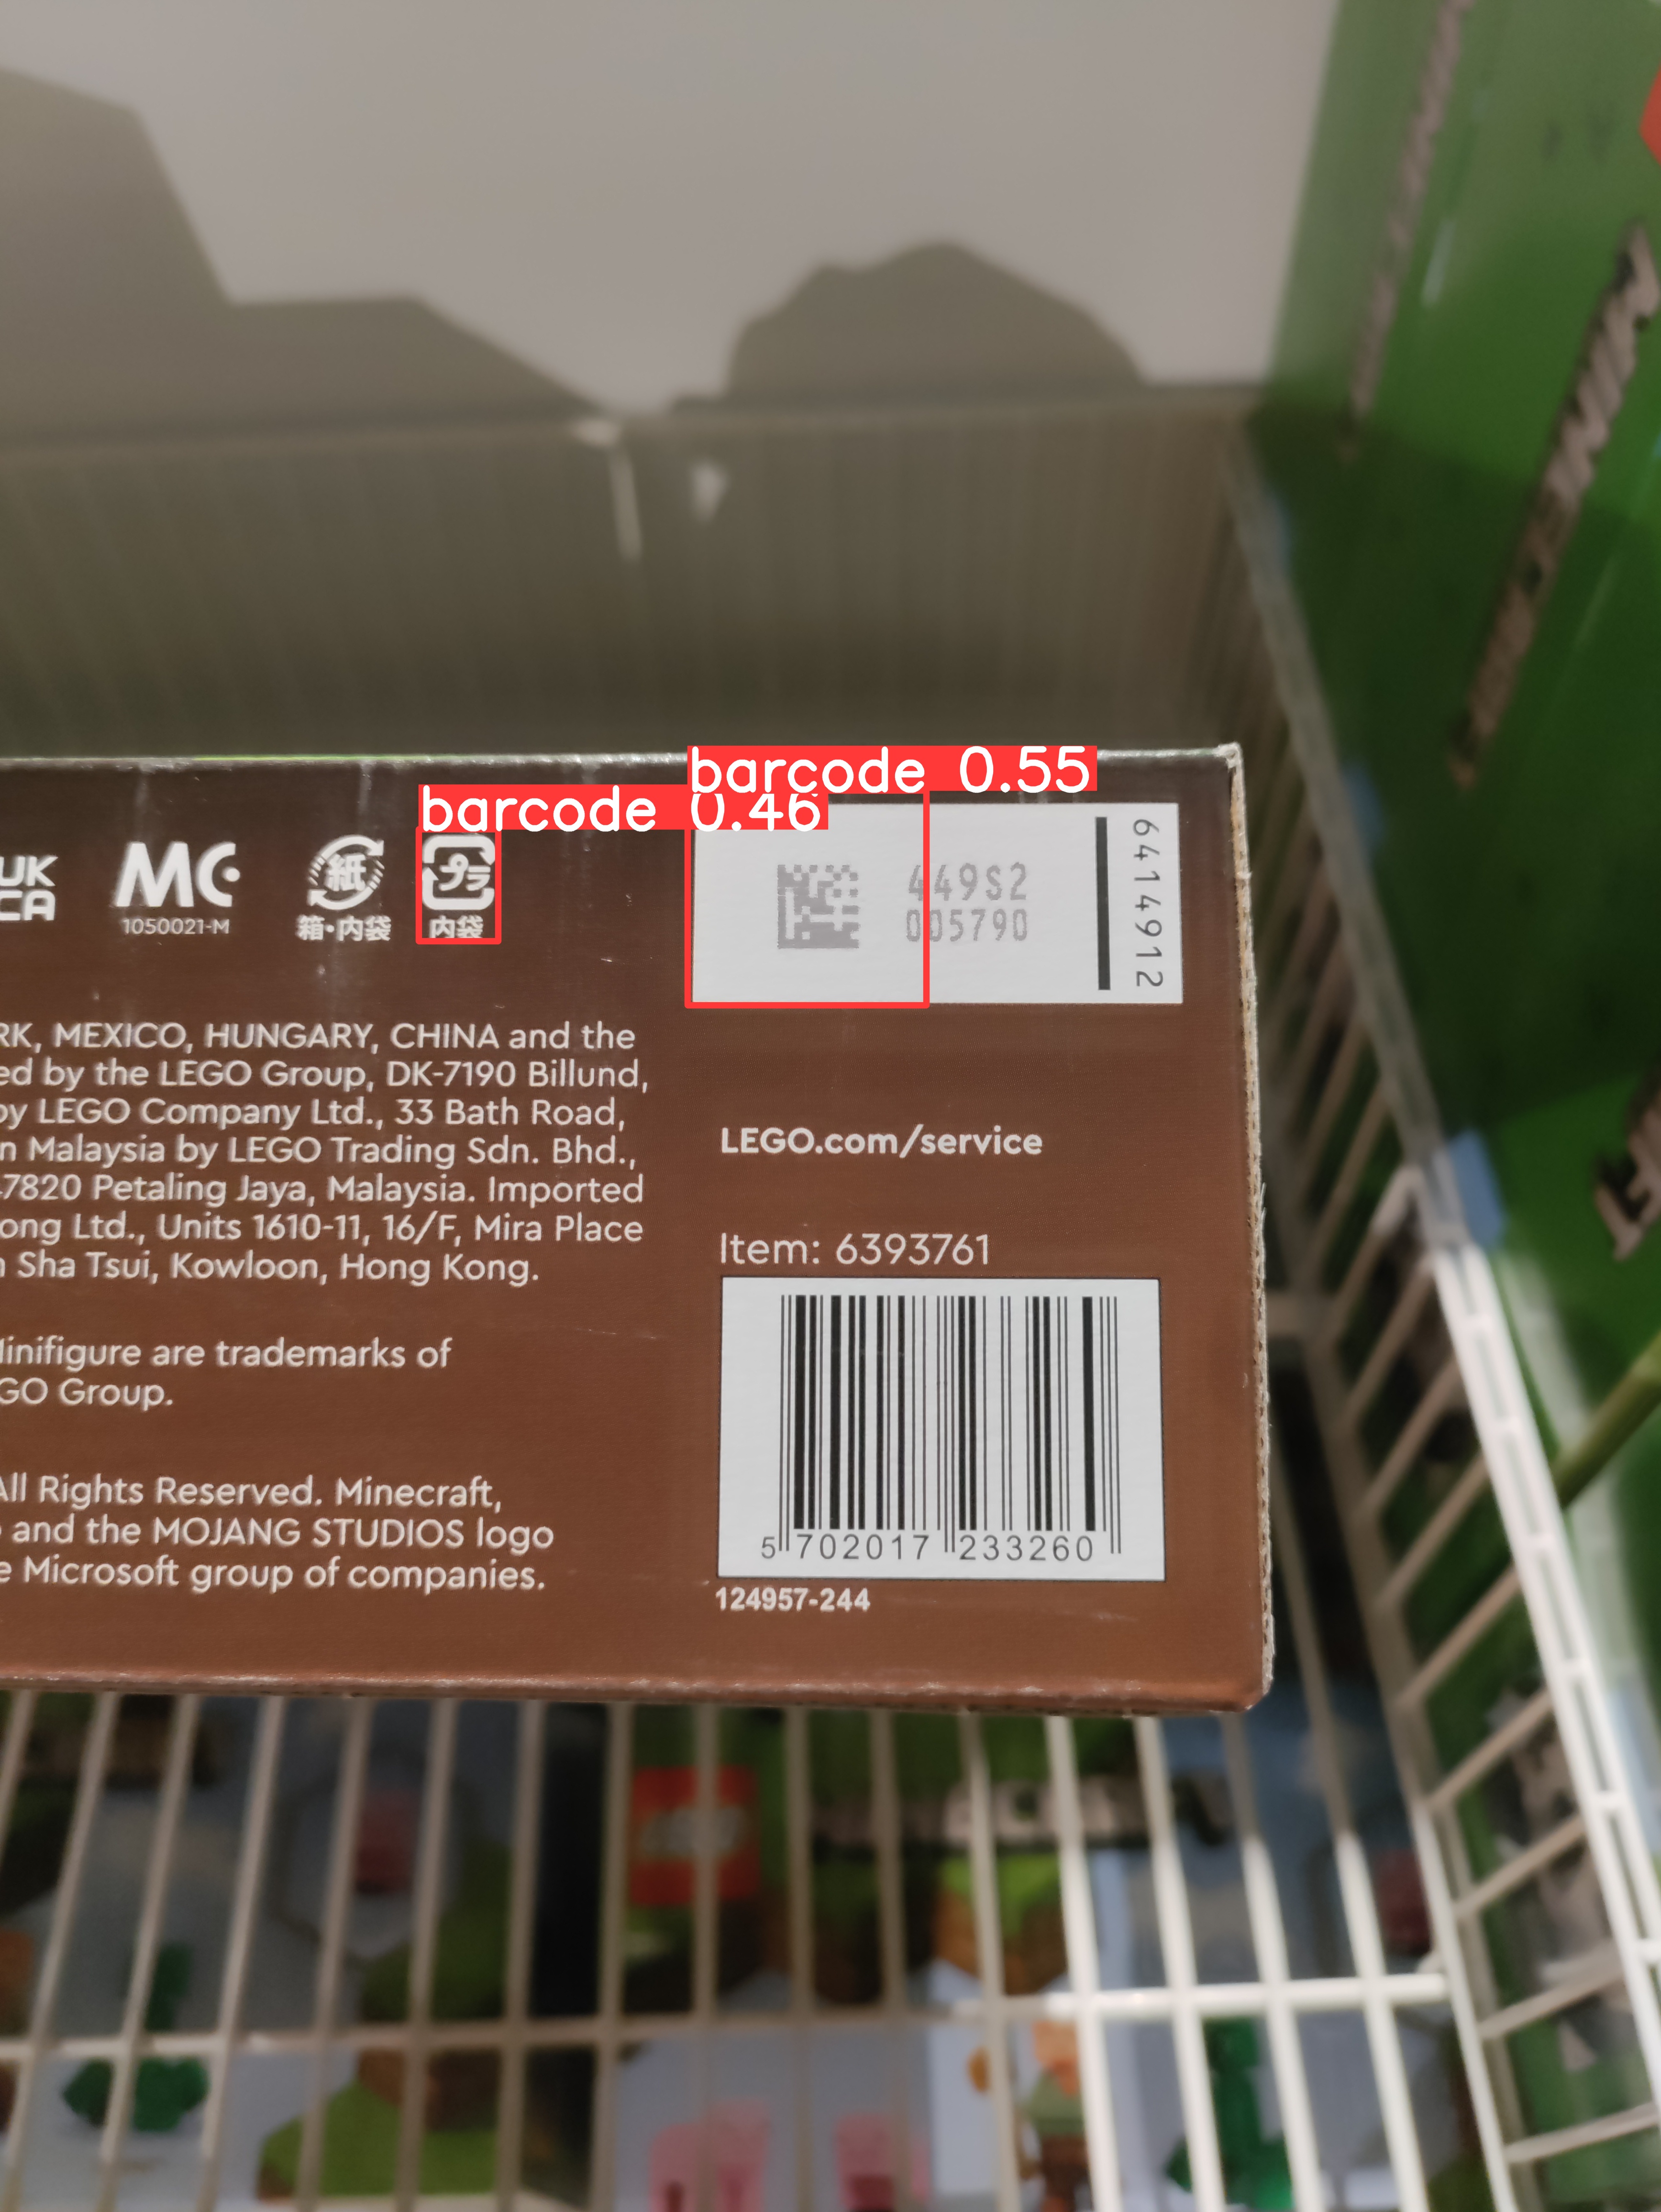 barcode 0.55
barcode 0.46
UK
CA
MC
1050021-M
紙
箱・内袋
プラ
内袋
449S2
005790
6414912
RK, MEXICO, HUNGARY, CHINA and the
ed by the LEGO Group, DK-7190 Billund,
by LEGO Company Ltd., 33 Bath Road,
n Malaysia by LEGO Trading Sdn. Bhd.,
47820 Petaling Jaya, Malaysia. Imported
ong Ltd., Units 1610-11, 16/F, Mira Place
Sha Tsui, Kowloon, Hong Kong.
Minifigure are trademarks of
GO Group.
All Rights Reserved. Minecraft,
and the MOJANG STUDIOS logo
e Microsoft group of companies.
LEGO.com/service
Item: 6393761
5 702017 233260
124957-244